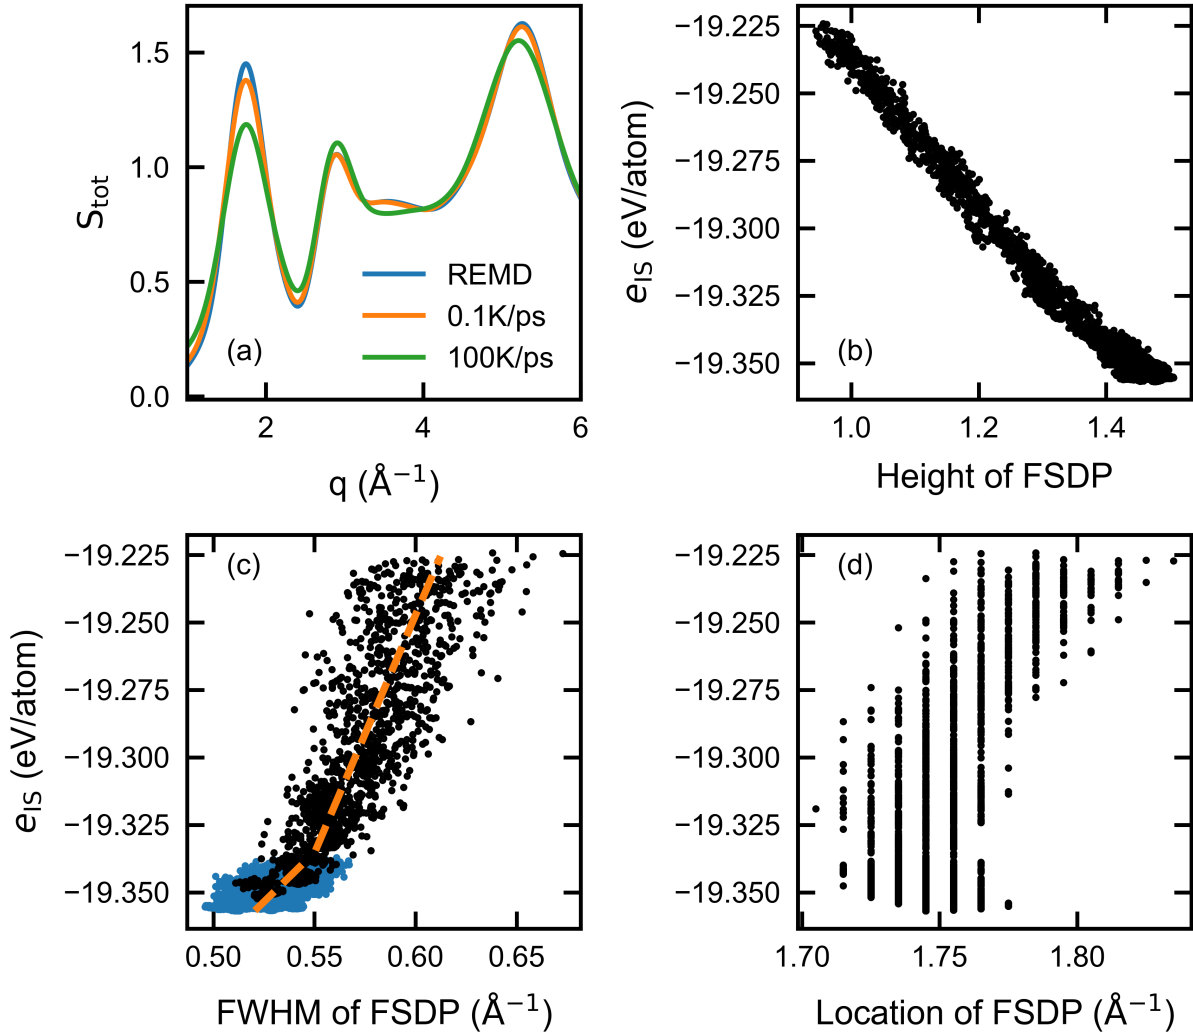 1.5
1.0
0.5
0.0
S_tot
REMD
0.1K/ps
100K/ps
(a)
2 4 6
q (Å⁻¹)
−19.225
−19.250
−19.275
−19.300
−19.325
−19.350
e_IS (eV/atom)
(b)
1.0 1.2 1.4
Height of FSDP
−19.225
−19.250
−19.275
−19.300
−19.325
−19.350
e_IS (eV/atom)
(c)
0.50 0.55 0.60 0.65
FWHM of FSDP (Å⁻¹)
−19.225
−19.250
−19.275
−19.300
−19.325
−19.350
(d)
1.70 1.75 1.80
Location of FSDP (Å⁻¹)